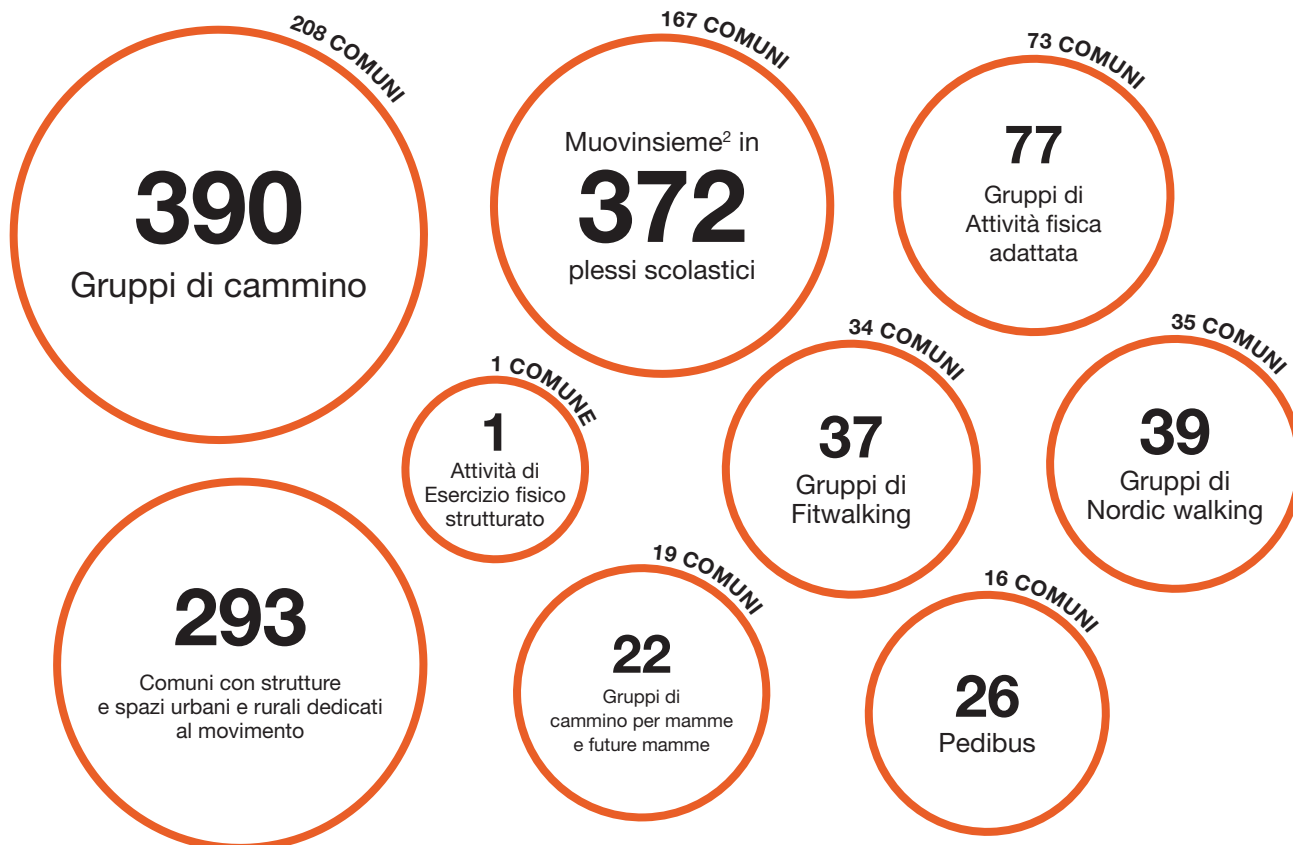 208 COMUNI
390
Gruppi di cammino
167 COMUNI
Muovinsieme² in
372
plessi scolastici
73 COMUNI
77
Gruppi di
Attività fisica
adattata
1 COMUNE
1
Attività di
Esercizio fisico
strutturato
34 COMUNI
37
Gruppi di
Fitwalking
35 COMUNI
39
Gruppi di
Nordic walking
293
Comuni con strutture
e spazi urbani e rurali dedicati
al movimento
19 COMUNI
22
Gruppi di
cammino per mamme
e future mamme
16 COMUNI
26
Pedibus